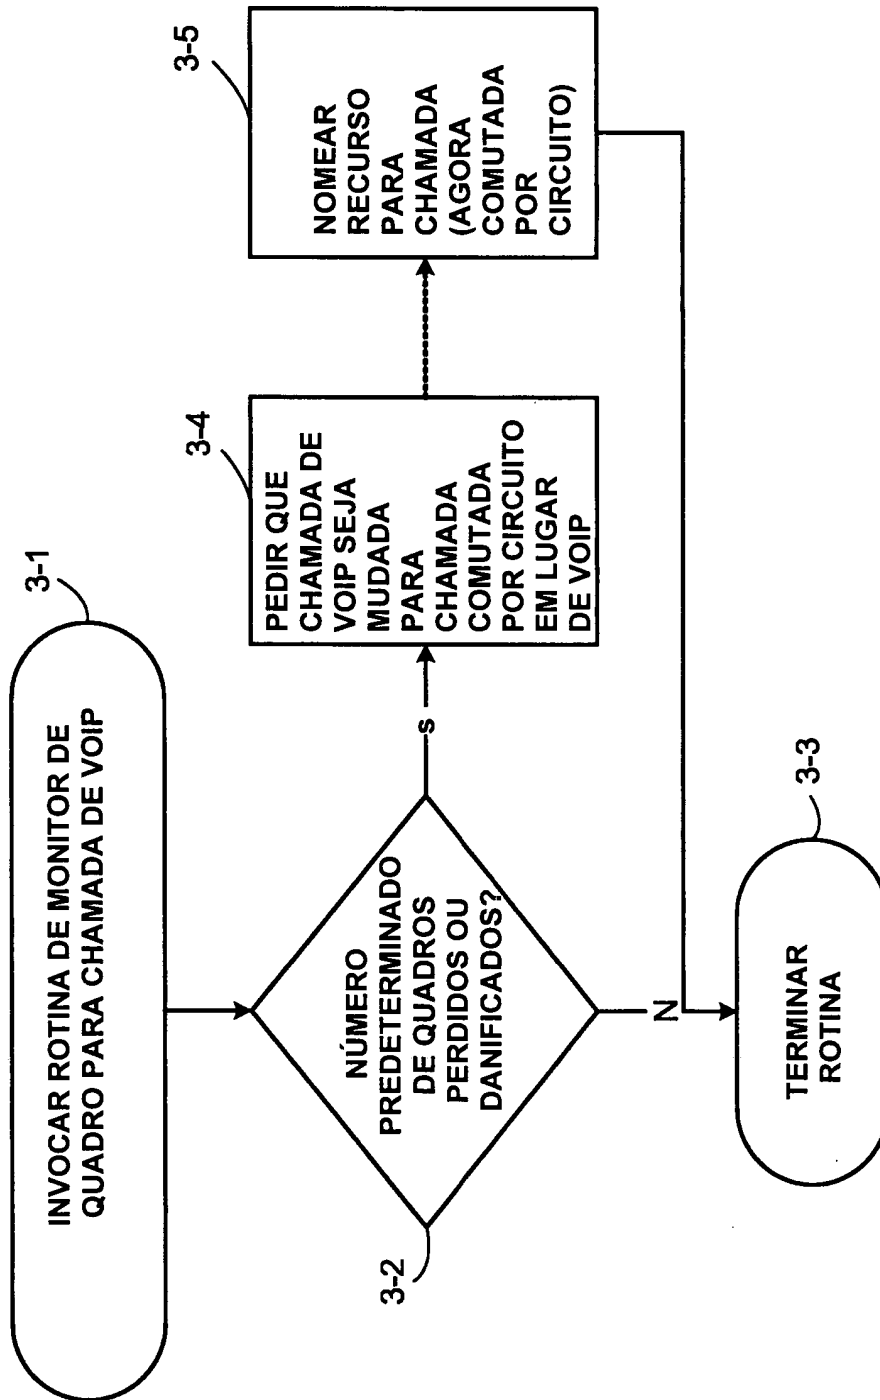 3-1
INVOCAR ROTINA DE MONITOR DE
QUADRO PARA CHAMADA DE VOIP
3-2
NÚMERO
PREDETERMINADO
DE QUADROS
PERDIDOS OU
DANIFICADOS?
s
N
3-4
PEDIR QUE
CHAMADA DE
VOIP SEJA
MUDADA
PARA
CHAMADA
COMUTADA
POR CIRCUITO
EM LUGAR
DE VOIP
3-5
NOMEAR
RECURSO
PARA
CHAMADA
(AGORA
COMUTADA
POR
CIRCUITO)
3-3
TERMINAR
ROTINA